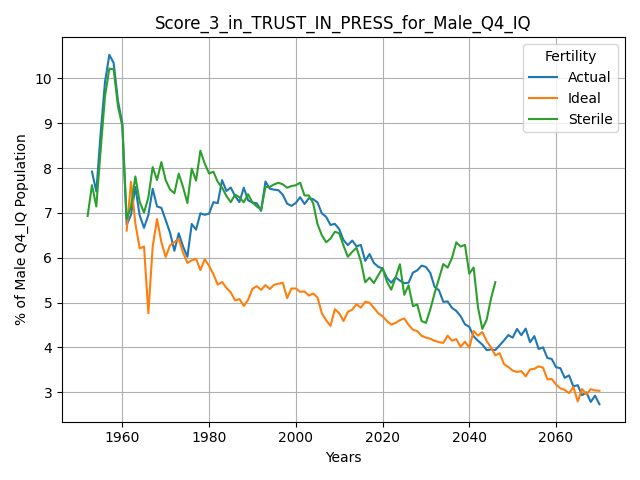 Score_3_in_TRUST_IN_PRESS_for_Male_Q4_IQ
Fertility
Actual
Ideal
Sterile
% of Male Q4_IQ Population
10
9
8
7
6
5
4
3
1960
1980
2000
2020
2040
2060
Years